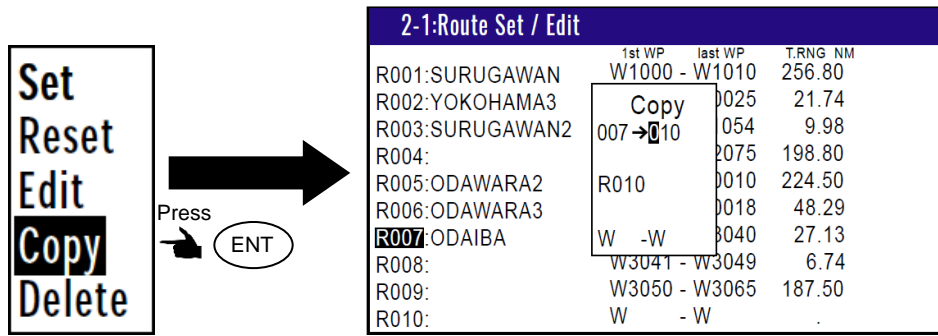 Set
Reset
Edit
Copy
Delete
Press
ENT
2-1:Route Set / Edit
1st WP last WP T.RNG NM
R001:SURUGAWAN W1000 - W1010 256.80
R002:YOKOHAMA3 0025 21.74
R003:SURUGAWAN2 054 9.98
R004: 2075 198.80
R005:ODAWARA2 0010 224.50
R006:ODAWARA3 0018 48.29
R007:ODAIBA 3040 27.13
R008: W3041 - W3049 6.74
R009: W3050 - W3065 187.50
R010: W - W .
Copy
007→010
R010
W -W